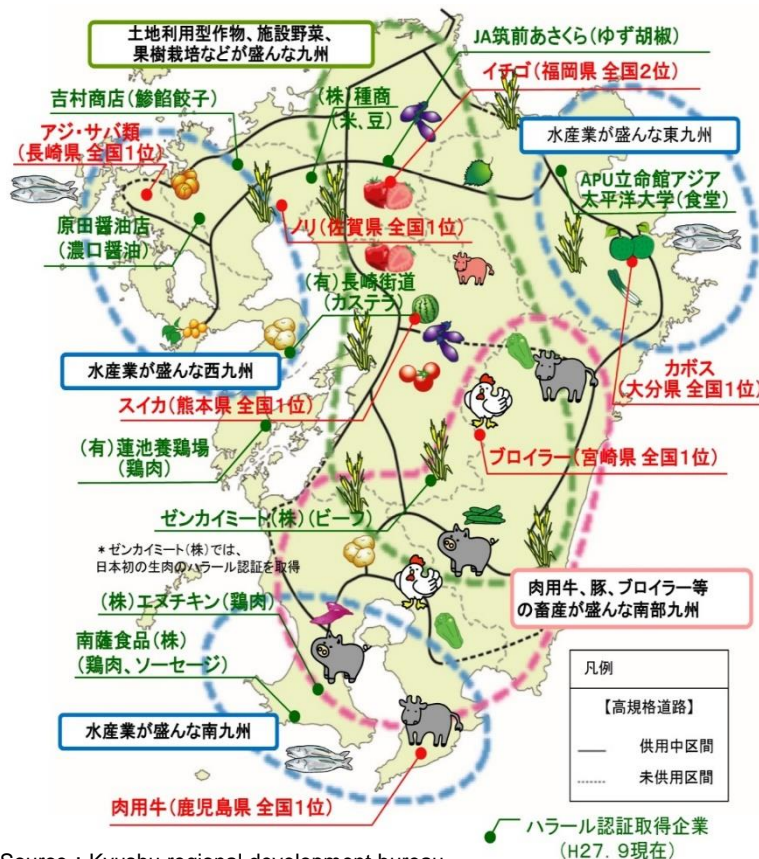 土地利用型作物、施設野菜、
果樹栽培などが盛んな九州
JA筑前あさくら(ゆず胡椒)
イチゴ(福岡県 全国2位)
吉村商店(鯵餡餃子)
(株)種商
(米、豆)
アジ・サバ類
(長崎県 全国1位)
水産業が盛んな東九州
APU立命館アジア
太平洋大学(食堂)
原田醤油店
(濃口醤油)
ノリ(佐賀県 全国1位)
(有)長崎街道
(カステラ)
水産業が盛んな西九州
カボス
(大分県 全国1位)
スイカ(熊本県 全国1位)
(有)蓮池養鶏場
(鶏肉)
ブロイラー(宮崎県 全国1位)
ゼンカイミート(株)(ビーフ)
*ゼンカイミート(株)では、
日本初の生肉のハラール認証を取得
肉用牛、豚、ブロイラー等
の畜産が盛んな南部九州
(株)エヌチキン(鶏肉)
南薩食品(株)
(鶏肉、ソーセージ)
水産業が盛んな南九州
凡例
【高規格道路】
供用中区間
未供用区間
肉用牛(鹿児島県 全国1位)
ハラール認証取得企業
(H27. 9現在)
Source : Kyushu regional development bureau